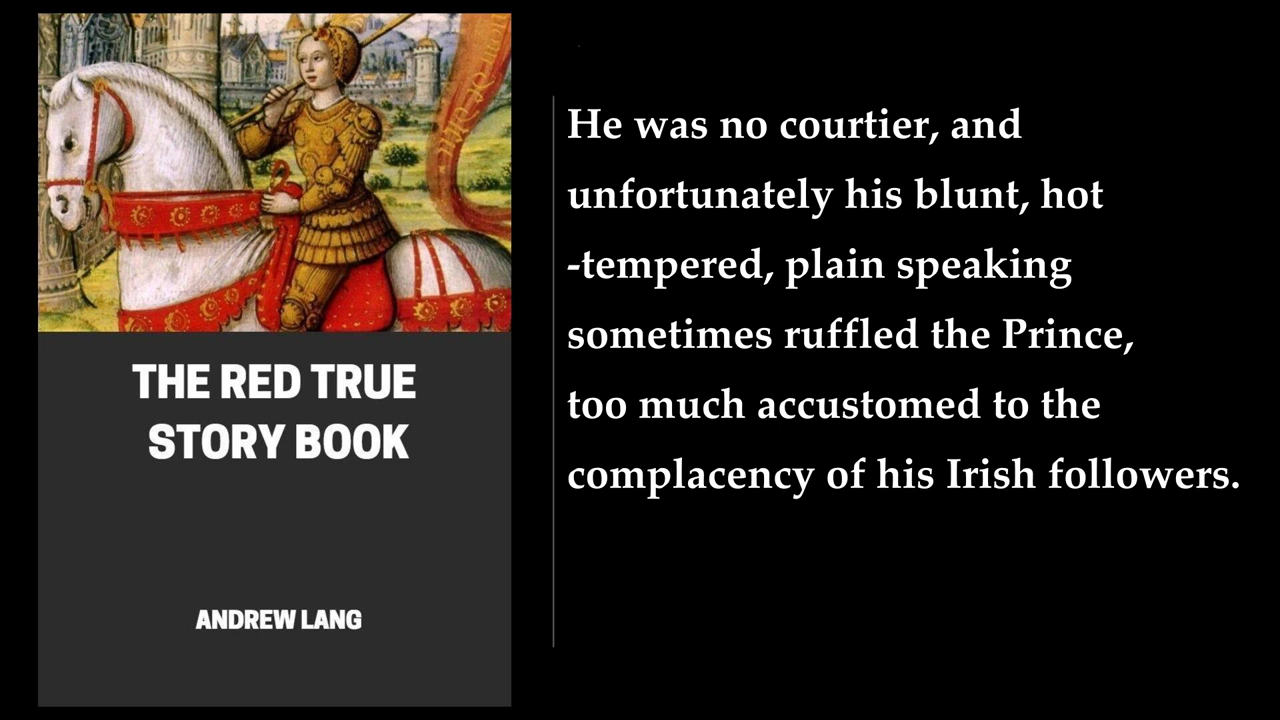 THE RED TRUE
STORY BOOK
ANDREW LANG
He was no courtier, and
unfortunately his blunt, hot
-tempered, plain speaking
sometimes ruffled the Prince,
too much accustomed to the
complacency of his Irish followers.